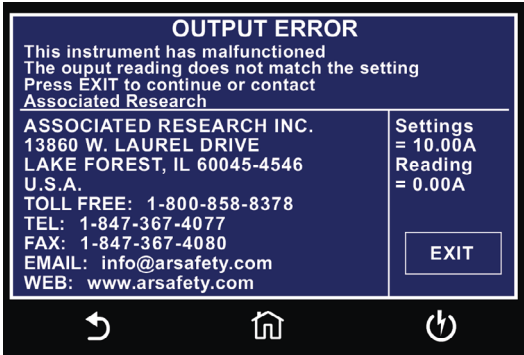 OUTPUT ERROR
This instrument has malfunctioned
The ouput reading does not match the setting
Press EXIT to continue or contact
Associated Research
ASSOCIATED RESEARCH INC.
13860 W. LAUREL DRIVE
LAKE FOREST, IL 60045-4546
U.S.A.
TOLL FREE: 1-800-858-8378
TEL: 1-847-367-4077
FAX: 1-847-367-4080
EMAIL: info@arsafety.com
WEB: www.arsafety.com
Settings
= 10.00A
Reading
= 0.00A
EXIT